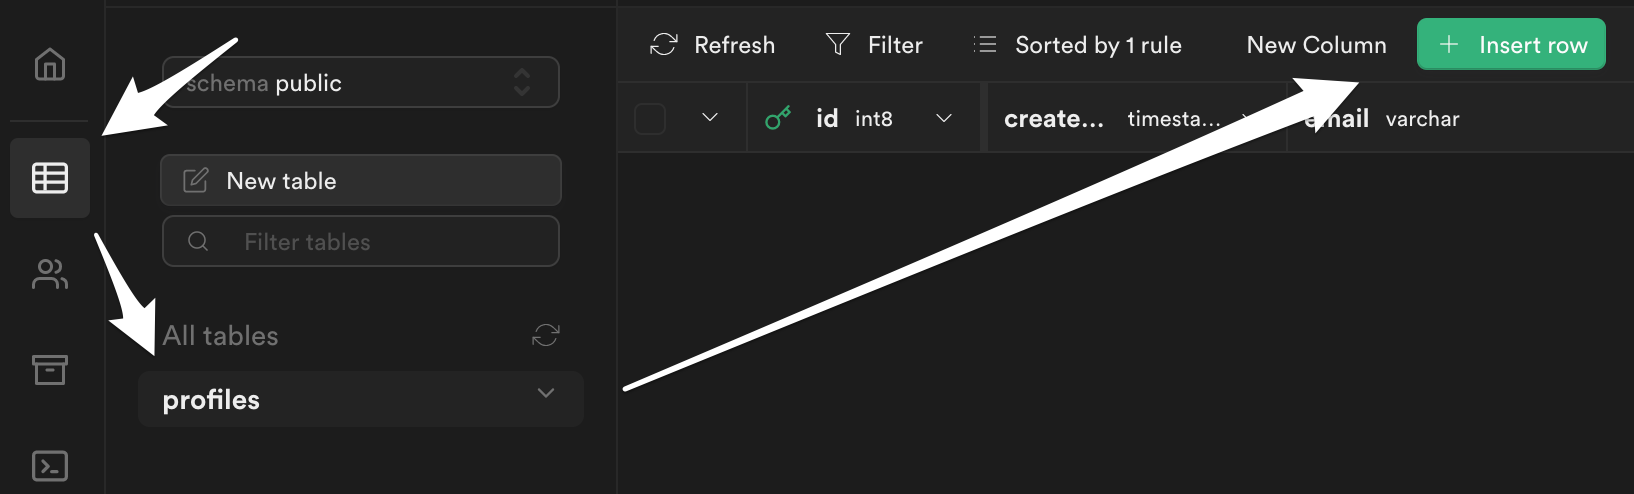 schema public
New table
Filter tables
All tables
profiles
Refresh
Filter
Sorted by 1 rule
New Column
Insert row
id int8
create... timesta...
email varchar